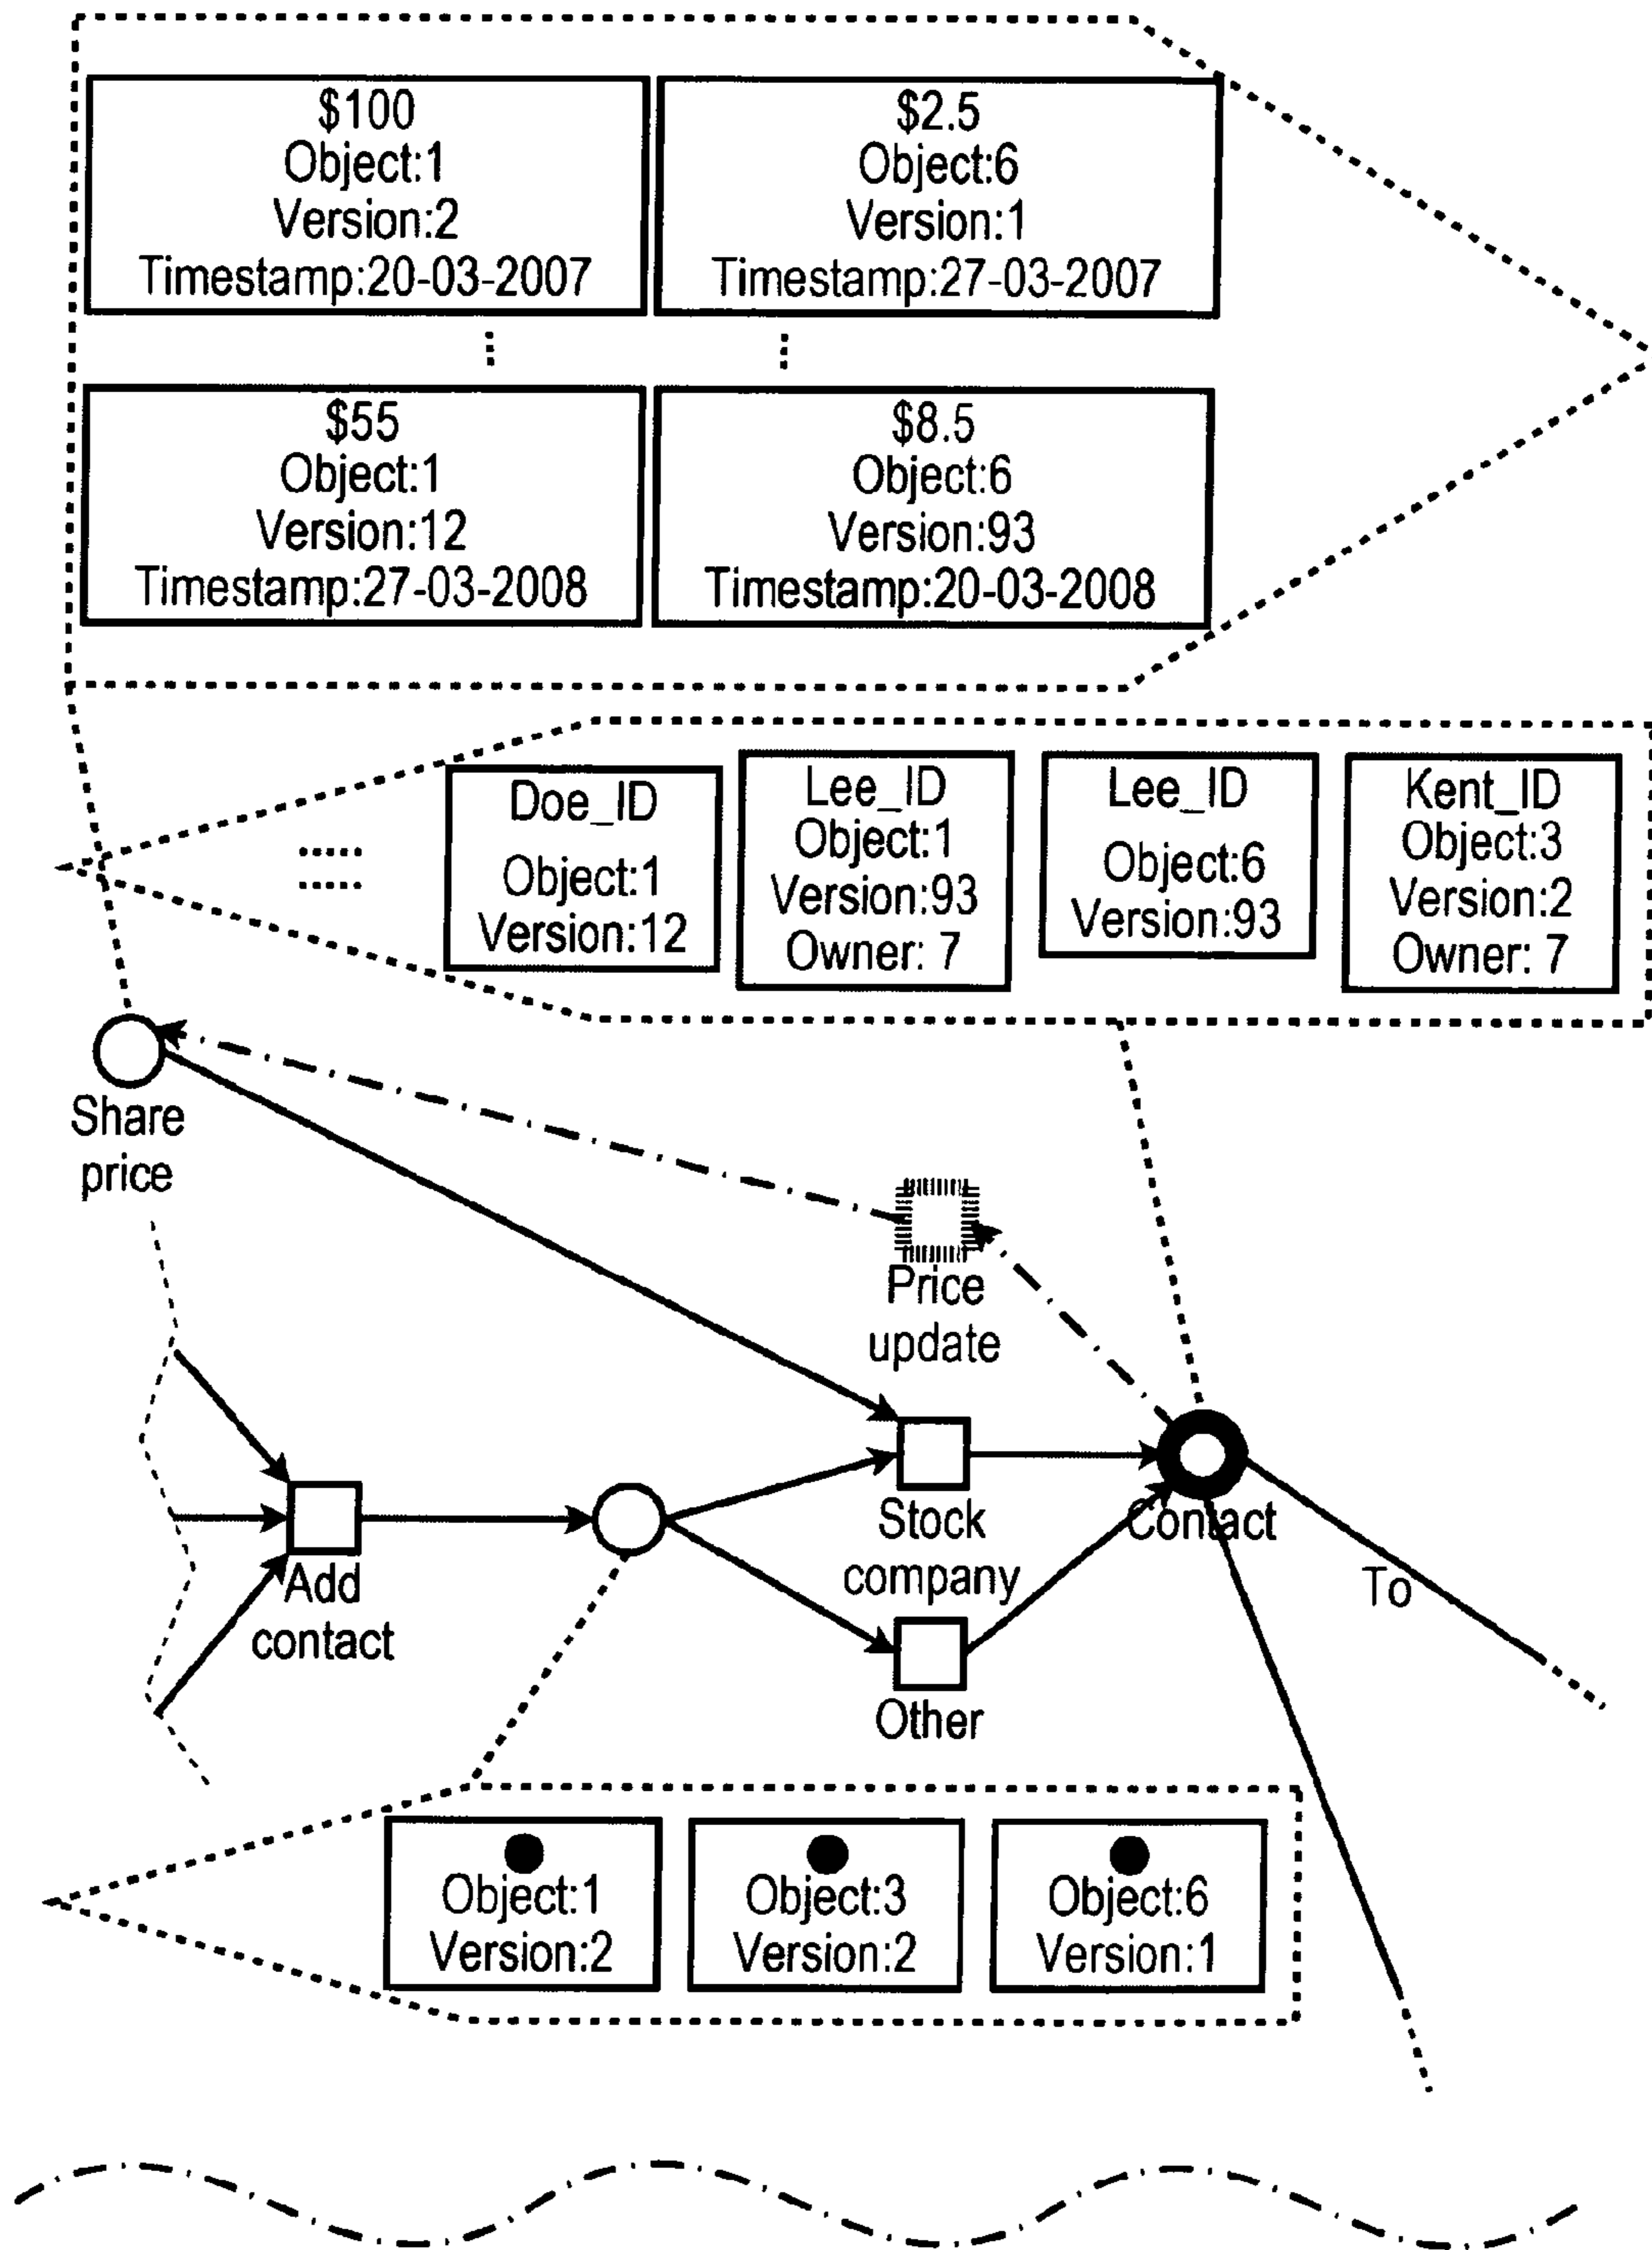 $100
Object:1
Version:2
Timestamp:20-03-2007
$2.5
Object:6
Version:1
Timestamp:27-03-2007
$55
Object:1
Version:12
Timestamp:27-03-2008
$8.5
Object:6
Version:93
Timestamp:20-03-2008
Doe_ID
Object:1
Version:12
Lee_ID
Object:1
Version:93
Owner: 7
Lee_ID
Object:6
Version:93
Kent_ID
Object:3
Version:2
Owner: 7
Share
price
Price
update
Stock
company
Contact
To
Add
contact
Other
Object:1
Version:2
Object:3
Version:2
Object:6
Version:1